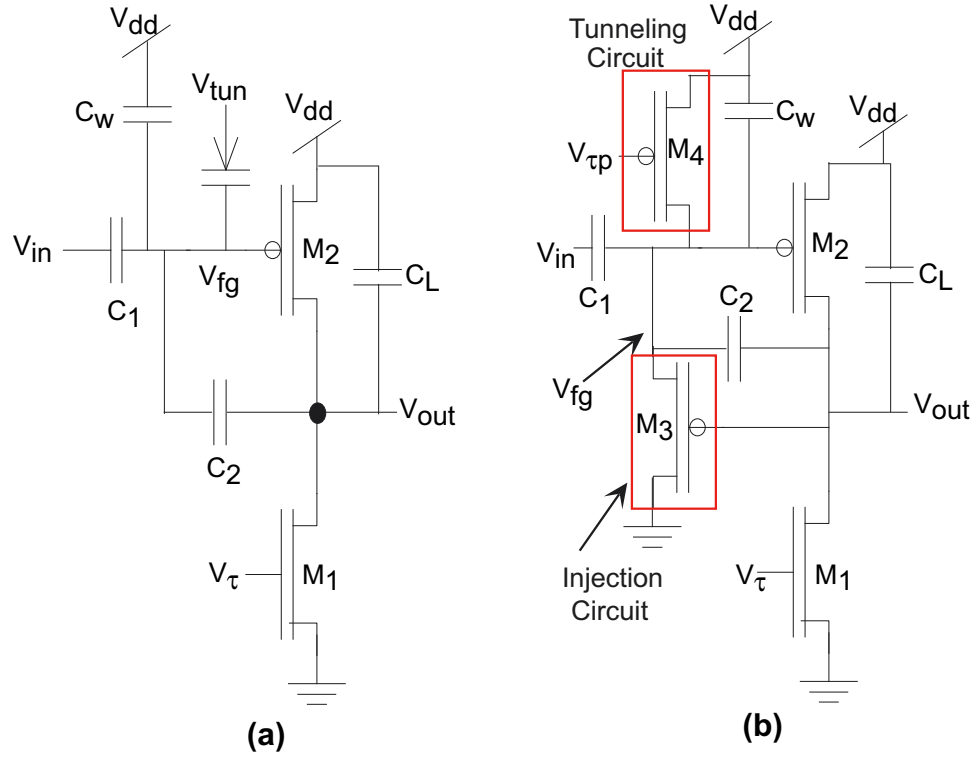 Vdd
Cw
Vtun
Vdd
Vin
C1
Vfg
M2
CL
C2
Vout
Vτ
M1
(a)
Tunneling
Circuit
Vdd
Cw
Vdd
Vτp
M4
Vin
C1
M2
CL
C2
Vfg
M3
Vout
Injection
Circuit
Vτ
M1
(b)